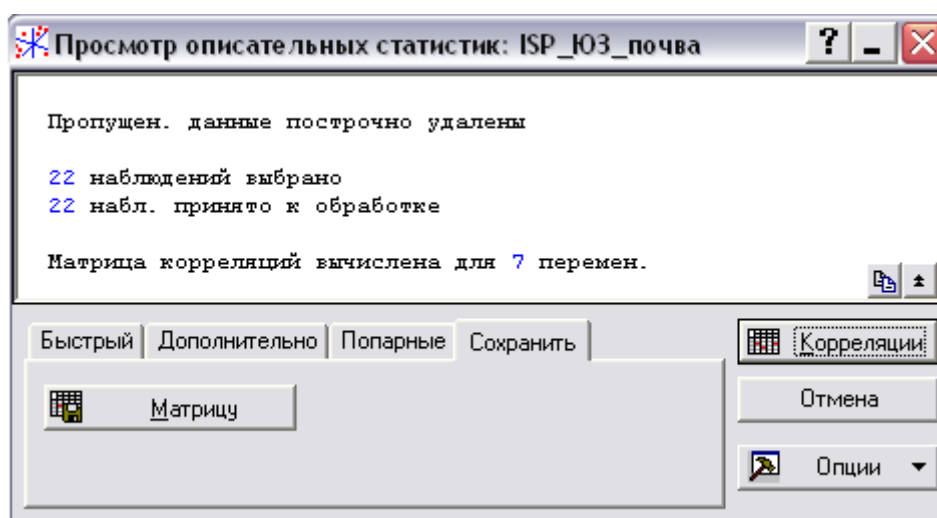 Просмотр описательных статистик: ISP_ЮЗ_почва
Пропущен. данные построчно удалены
22 наблюдений выбрано
22 набл. принято к обработке
Матрица корреляций вычислена для 7 перемен.
Быстрый Дополнительно Попарные Сохранить
Матрицу
Корреляции
Отмена
Опции